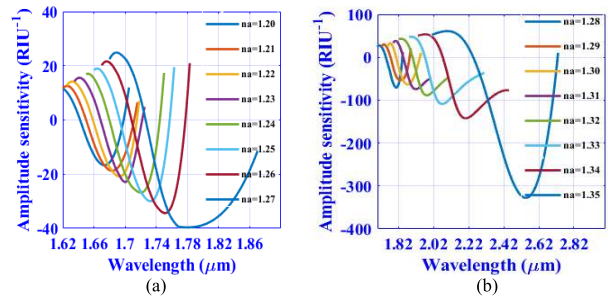 (a)
Amplitude sensitivity (RIU⁻¹)
40
20
0
-20
-40
1.62 1.66 1.7 1.74 1.78 1.82 1.86
Wavelength (μm)
na=1.20
na=1.21
na=1.22
na=1.23
na=1.24
na=1.25
na=1.26
na=1.27
(a)
Amplitude sensitivity (RIU⁻¹)
100
0
-100
-200
-300
-400
1.82 2.02 2.22 2.42 2.62 2.82
Wavelength (μm)
na=1.28
na=1.29
na=1.30
na=1.31
na=1.32
na=1.33
na=1.34
na=1.35
(b)
(b)